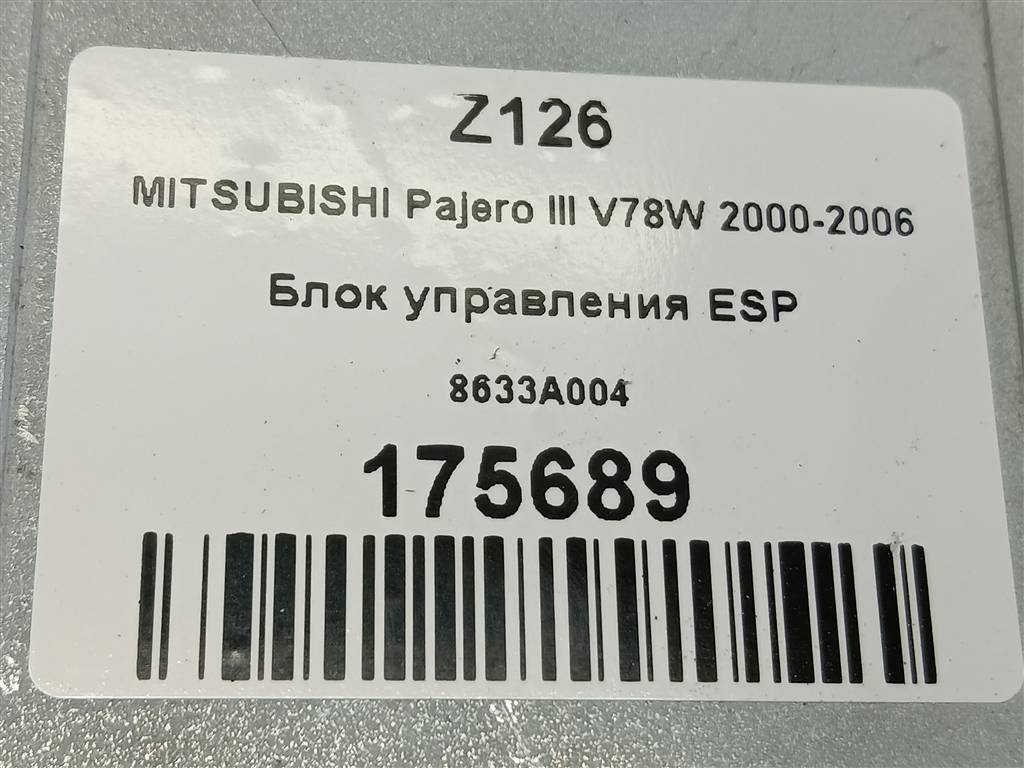 Z126
MITSUBISHI Pajero III V78W 2000-2006
Блок управления ESP
8633A004
175689